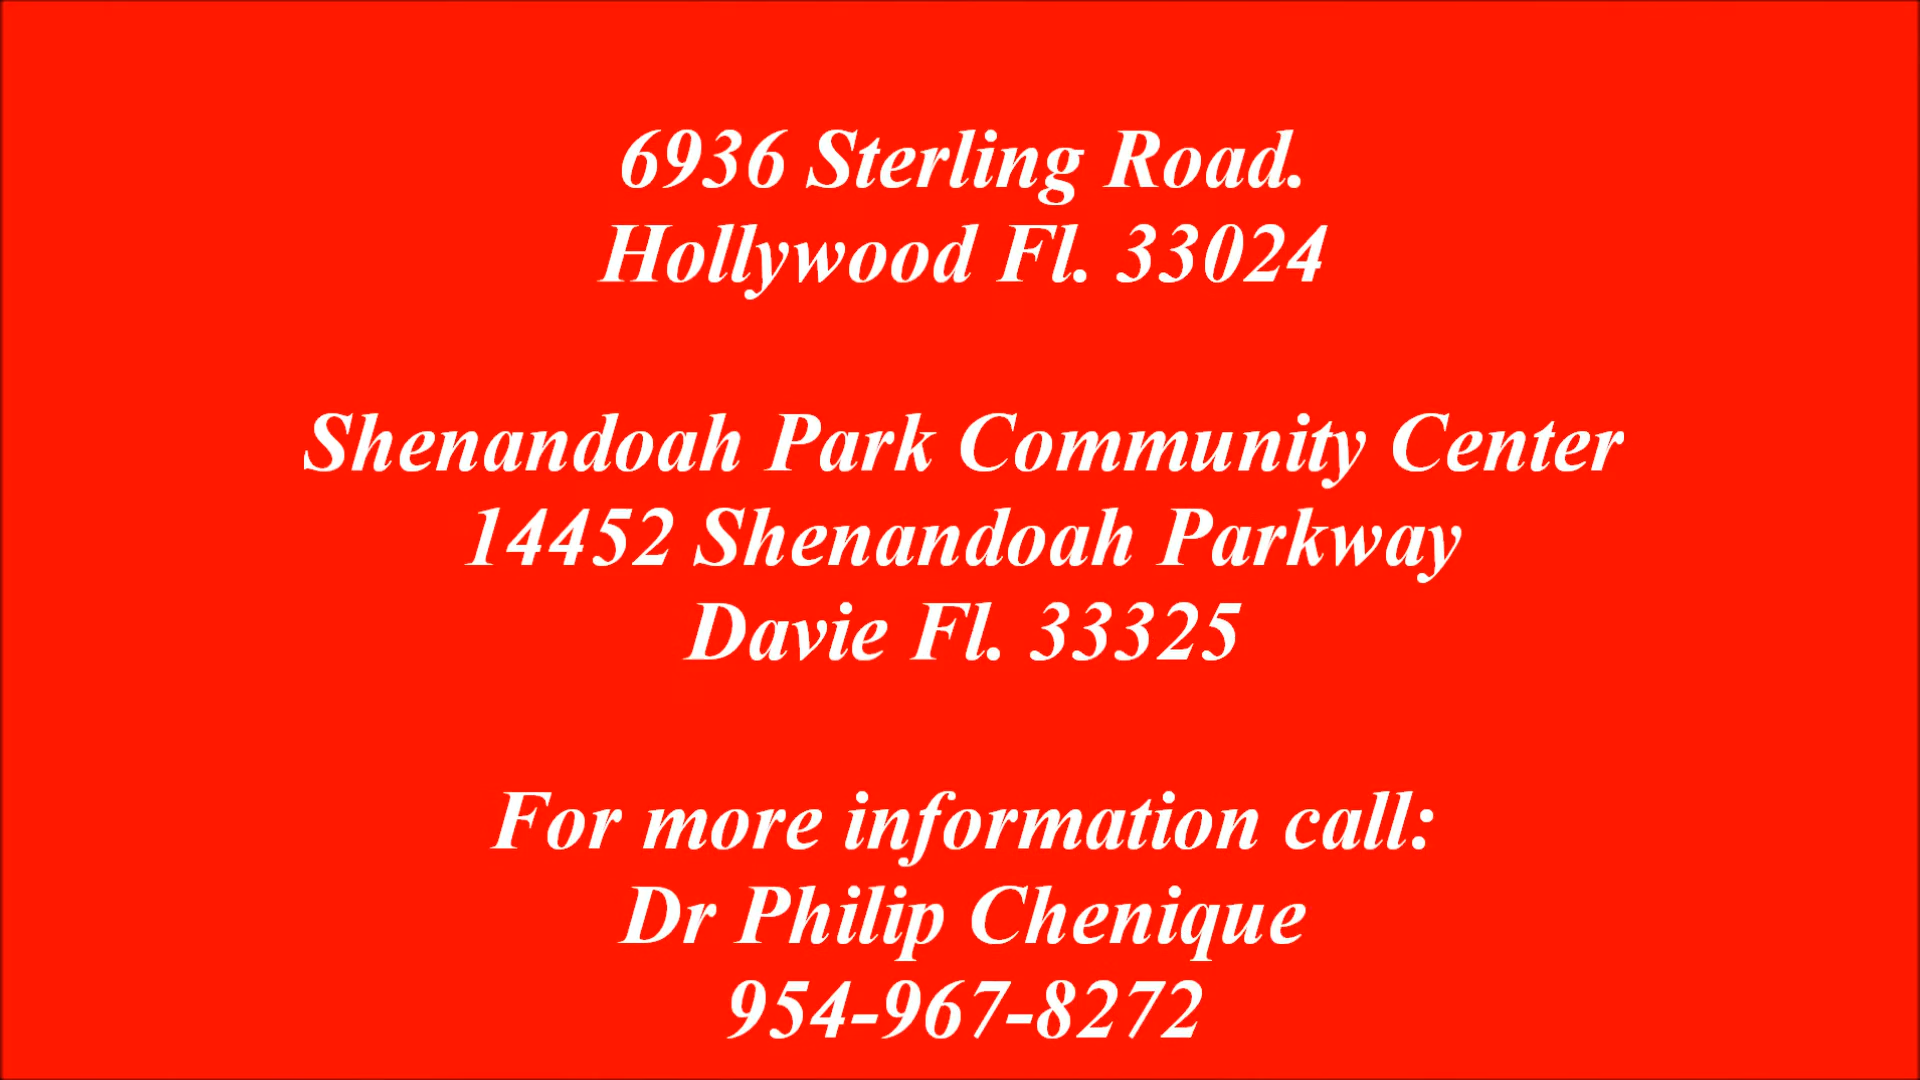 6936 Sterling Road.
Hollywood Fl. 33024
Shenandoah Park Community Center
14452 Shenandoah Parkway
Davie Fl. 33325
For more information call:
Dr Philip Chenique
954-967-8272